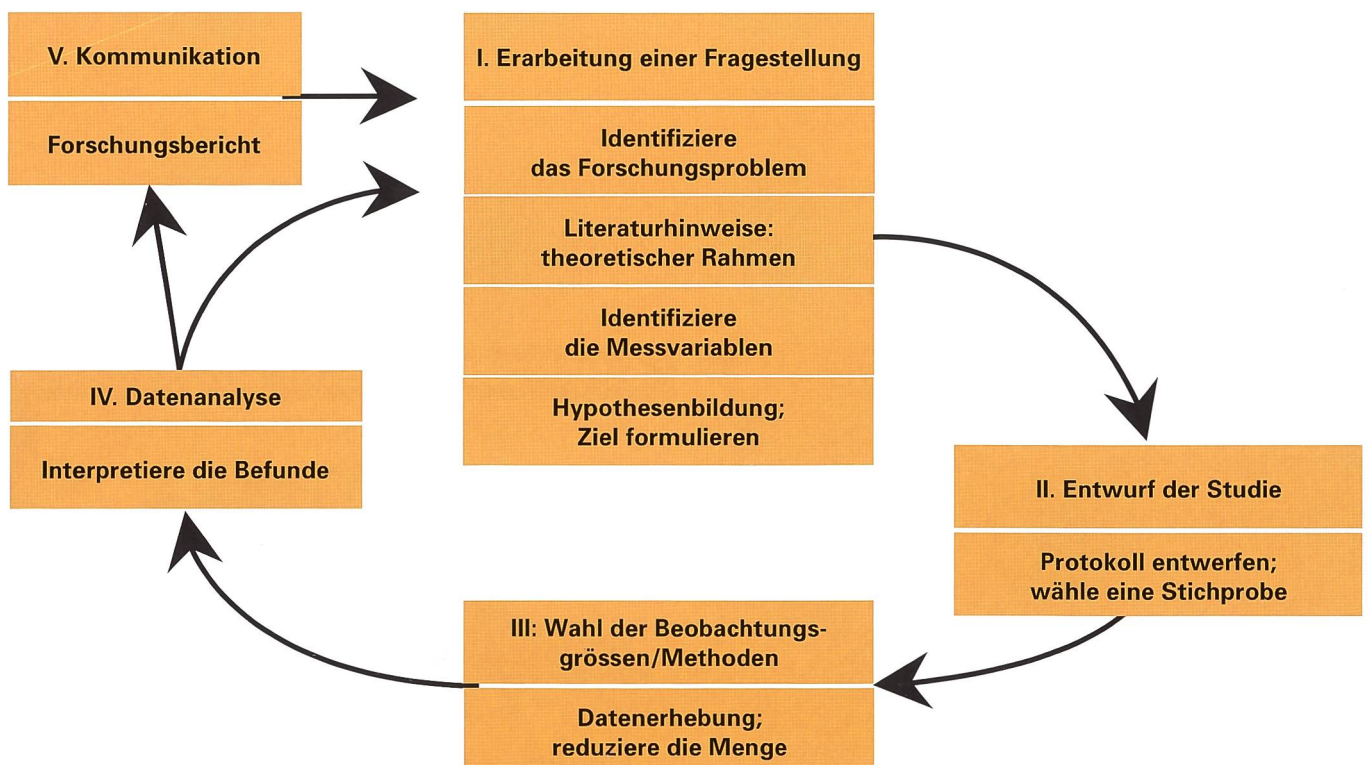 V. Kommunikation
Forschungsbericht
I. Erarbeitung einer Fragestellung
Identifiziere
das Forschungsproblem
Literaturhinweise:
theoretischer Rahmen
Identifiziere
die Messvariablen
Hypothesenbildung;
Ziel formulieren
II. Entwurf der Studie
Protokoll entwerfen;
wähle eine Stichprobe
III: Wahl der Beobachtungs-
grössen/Methoden
Datenerhebung;
reduziere die Menge
IV. Datenanalyse
Interpretiere die Befunde